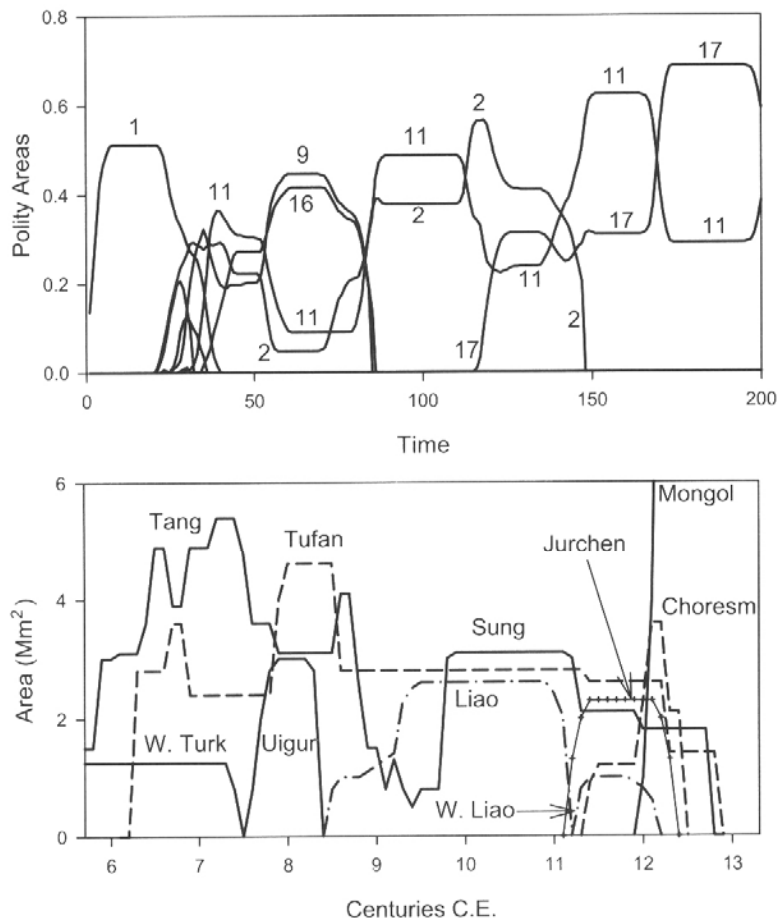 0.8
0.6
0.4
0.2
0.0
Polity Areas
1
11
9
16
11
2
11
2
2
17
11
2
11
17
17
11
0
50
100
150
200
Time
6
4
2
0
Area (Mm²)
Tang
Tufan
W. Turk
Uigur
Sung
Liao
W. Liao
Jurchen
Mongol
Choresm
6
7
8
9
10
11
12
13
Centuries C.E.